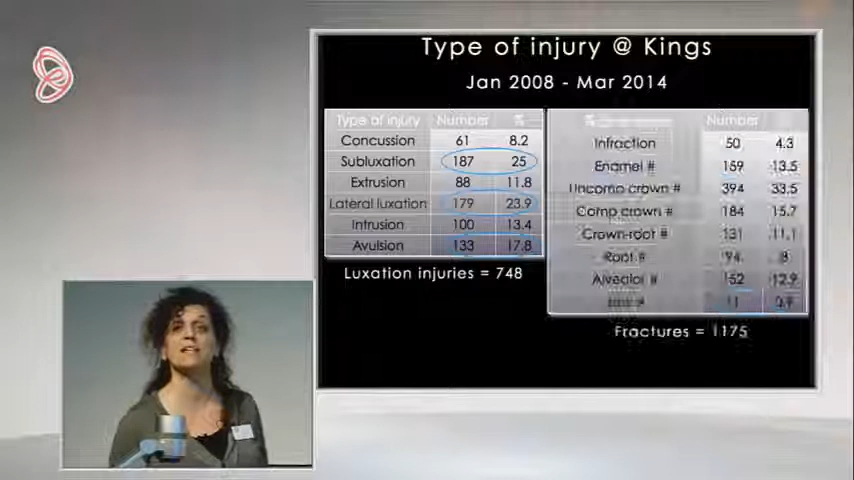 Type of injury @ Kings
Jan 2008 - Mar 2014
Type of injury Number %
Concussion 61 8.2
Subluxation 187 25
Extrusion 88 11.8
Lateral luxation 179 23.9
Intrusion 100 13.4
Avulsion 133 17.8
Luxation injuries = 748
% Number
Infraction 50 4.3
Enamel # 159 13.5
Uncomp crown # 394 33.5
Comp crown # 184 15.7
Crown-root # 131 11.1
Root # 94 8
Alveolar # 152 12.9
# 11 0.9
Fractures = 1175